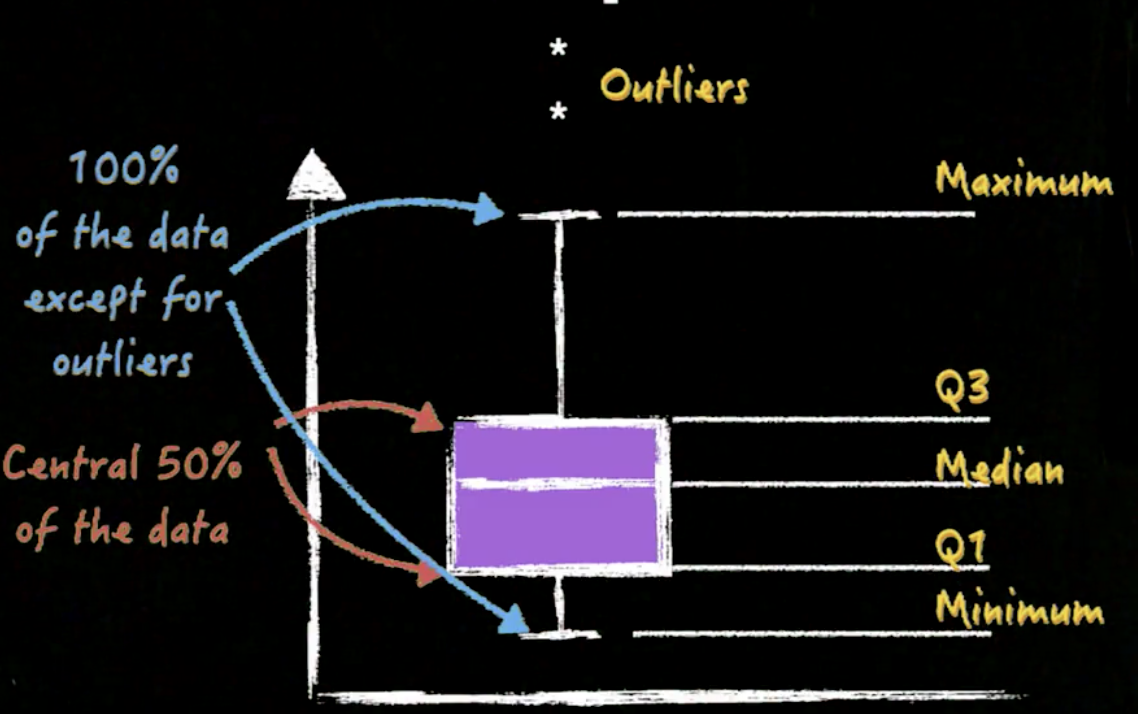 *
Outliers
*
Maximum
100%
of the data
except for
outliers
Q3
Median
Central 50%
of the data
Q1
Minimum